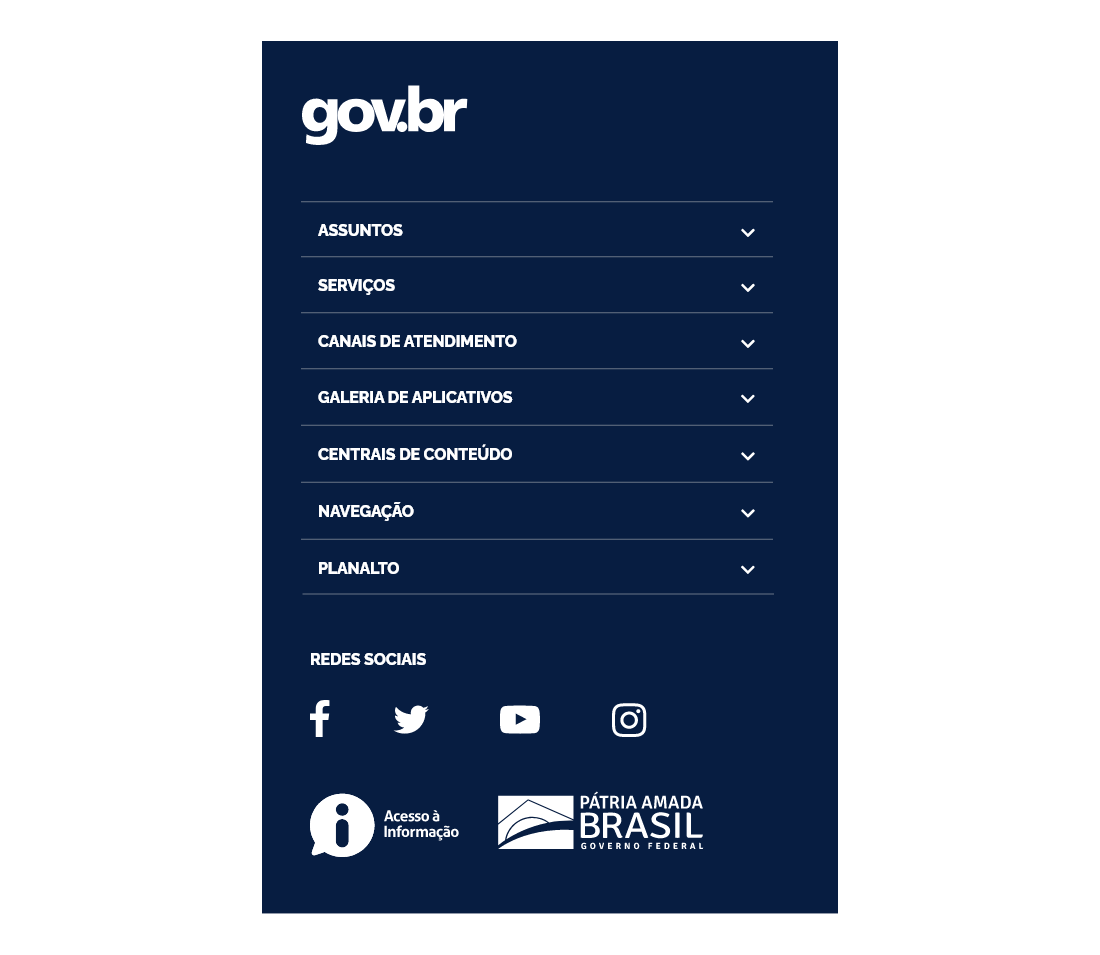 gov.br
ASSUNTOS
SERVIÇOS
CANAIS DE ATENDIMENTO
GALERIA DE APLICATIVOS
CENTRAIS DE CONTEÚDO
NAVEGAÇÃO
PLANALTO
REDES SOCIAIS
Acesso à
Informação
PÁTRIA AMADA
BRASIL
GOVERNO FEDERAL